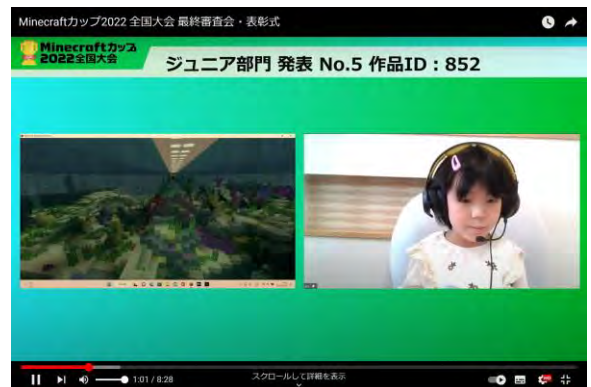 Minecraftカップ2022 全国大会 最終審査会・表彰式
Minecraftカップ
2022全国大会
ジュニア部門 発表 No.5 作品ID：852
1:01 / 8:28
スクロールして詳細を表示